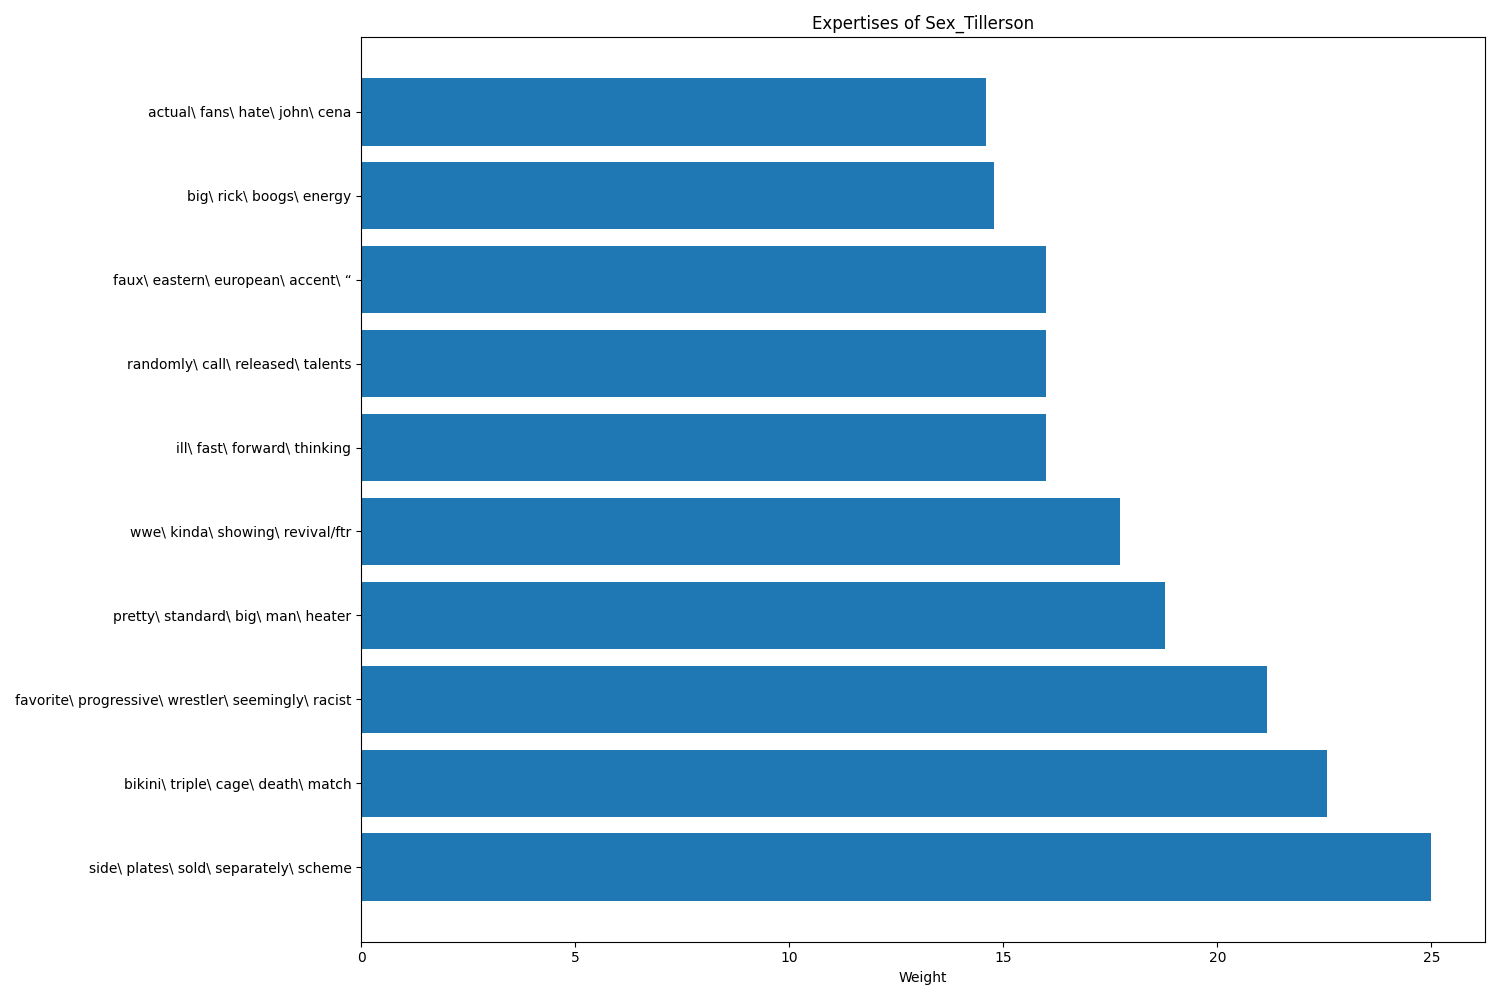 Expertises of Sex_Tillerson
actual\ fans\ hate\ john\ cena
big\ rick\ boogs\ energy
faux\ eastern\ european\ accent\ “
randomly\ call\ released\ talents
ill\ fast\ forward\ thinking
wwe\ kinda\ showing\ revival/ftr
pretty\ standard\ big\ man\ heater
favorite\ progressive\ wrestler\ seemingly\ racist
bikini\ triple\ cage\ death\ match
side\ plates\ sold\ separately\ scheme
0 5 10 15 20 25
Weight